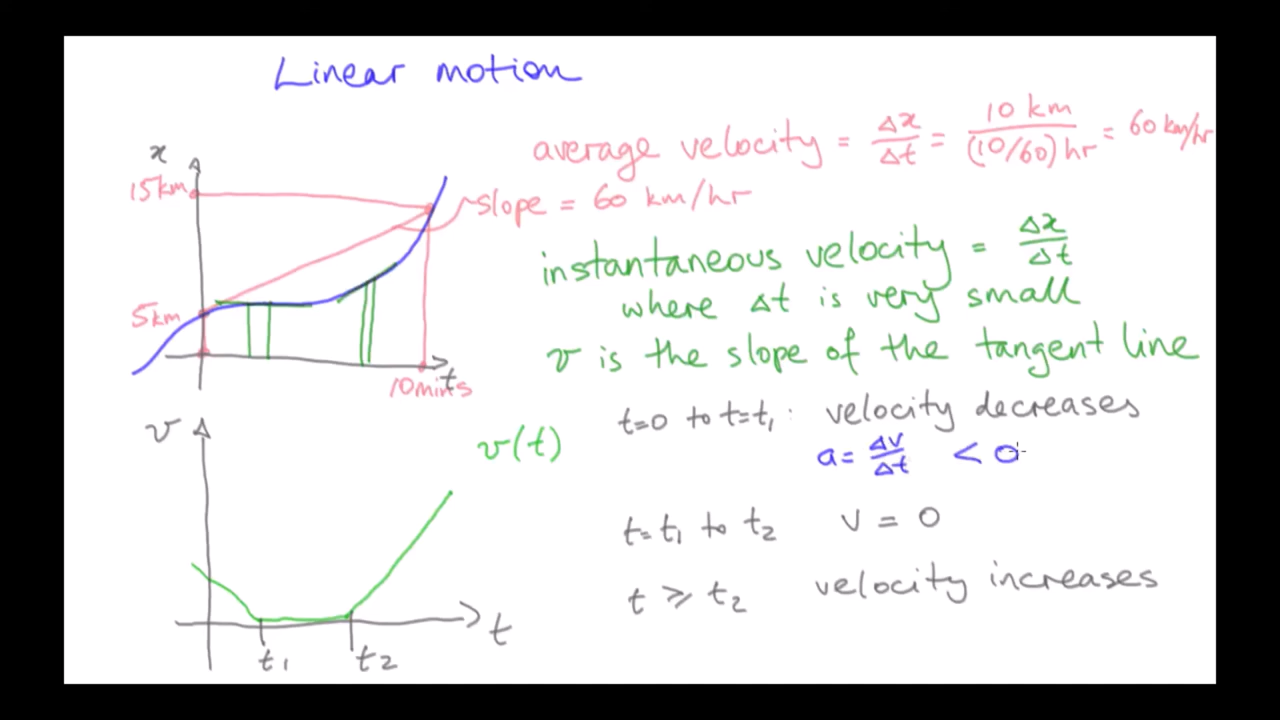 Linear motion
average velocity = Δx/Δt = 10 km/(10/60) hr = 60 km/hr
slope = 60 km/hr
x
15km
5km
t
10 mins
instantaneous velocity = Δx/Δt
where Δt is very small
v is the slope of the tangent line
t=0 to t=t₁: velocity decreases
a = Δv/Δt < 0
t=t₁ to t₂ v = 0
t ≥ t₂ velocity increases
v
v(t)
t₁ t₂ t